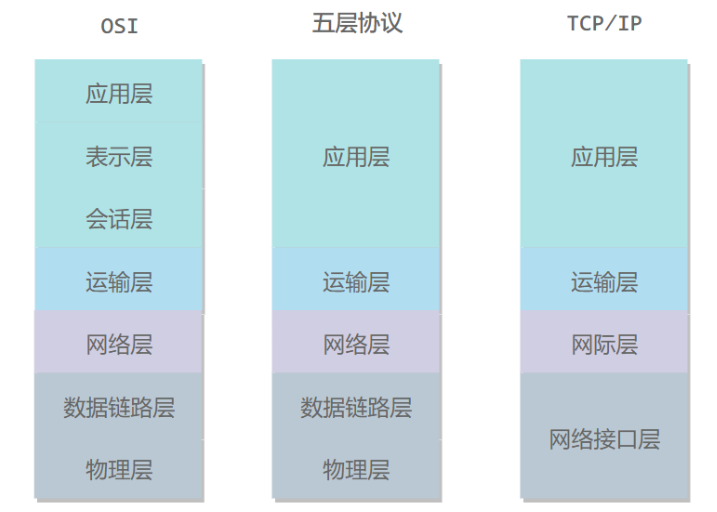 OSI
五层协议
TCP/IP
应用层
表示层
会话层
运输层
网络层
数据链路层
物理层
应用层
运输层
网络层
数据链路层
物理层
应用层
运输层
网际层
网络接口层